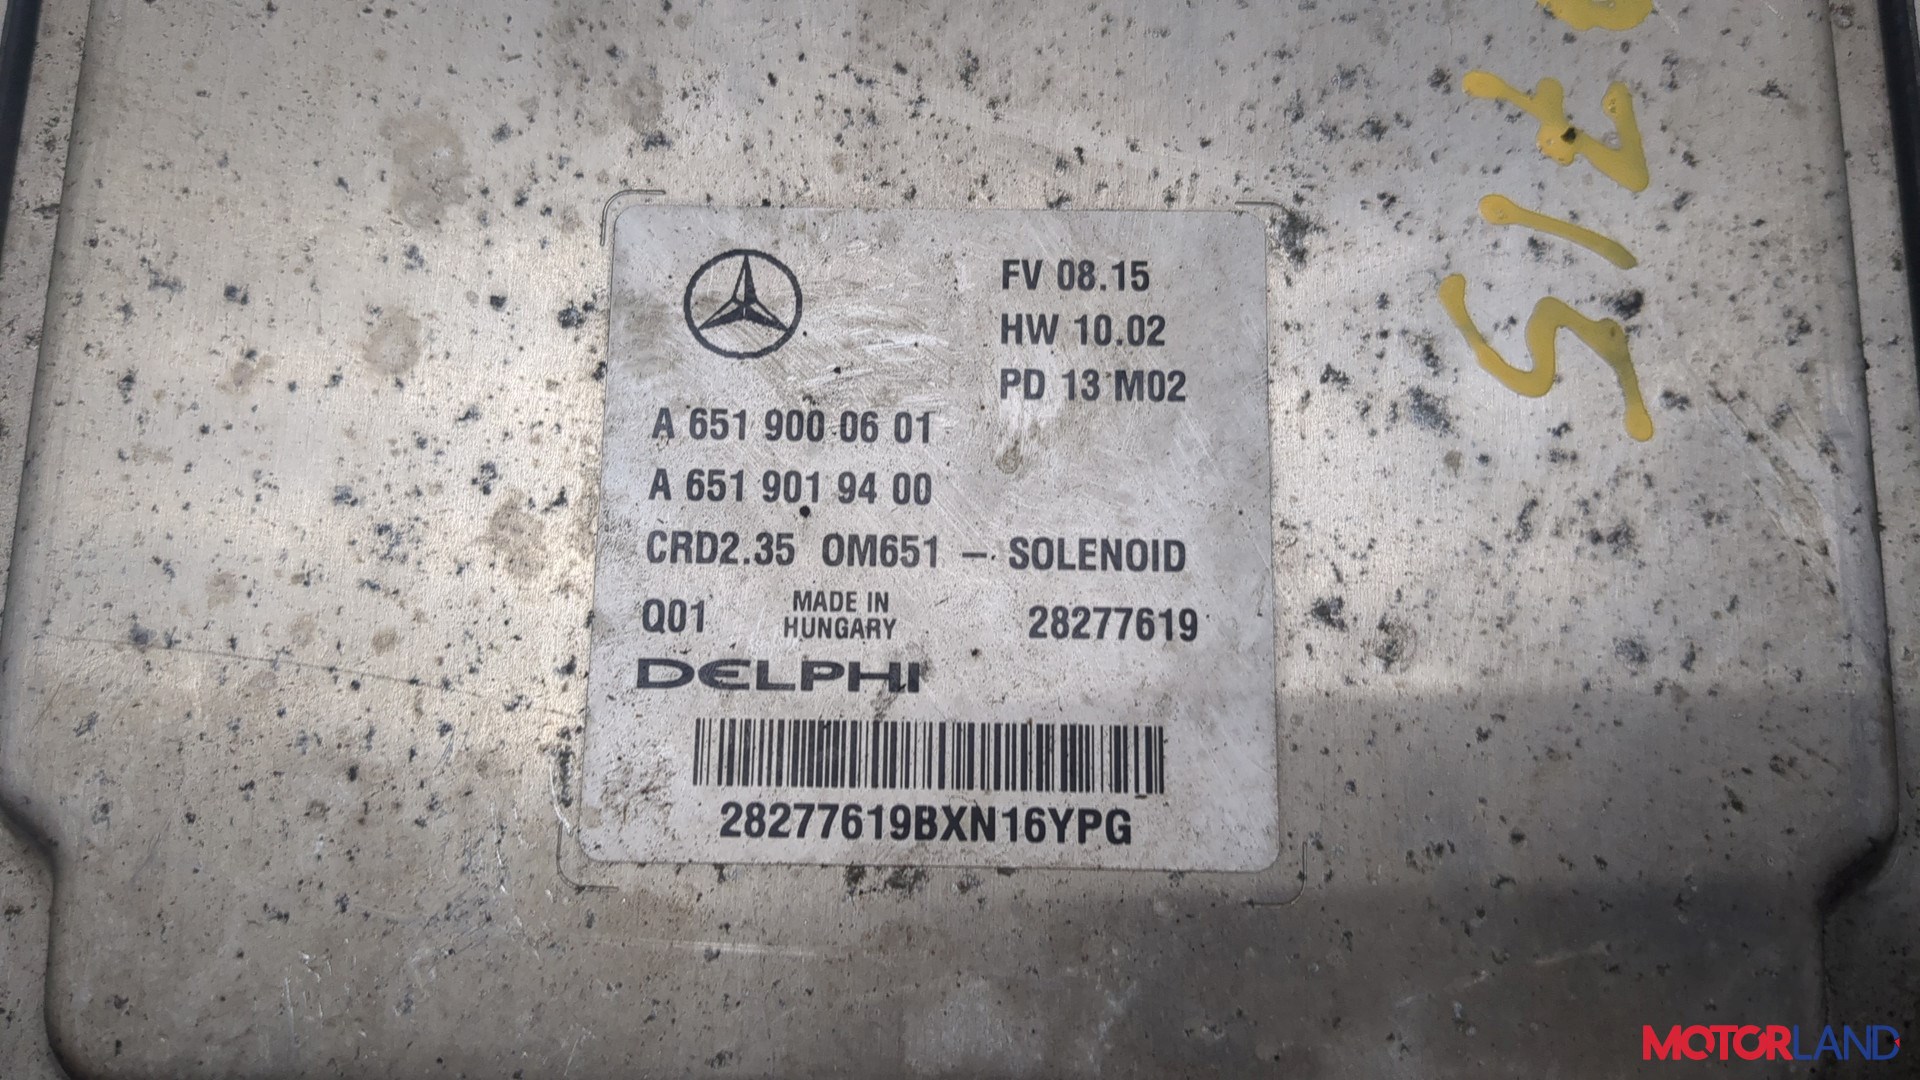 FV 08.15
HW 10.02
PD 13 M02
A 651 900 06 01
A 651 901 94 00
CRD2.35 OM651 – SOLENOID
Q01
MADE IN
HUNGARY
28277619
DELPHI
28277619BXN16YPG
715
MOTORLAND